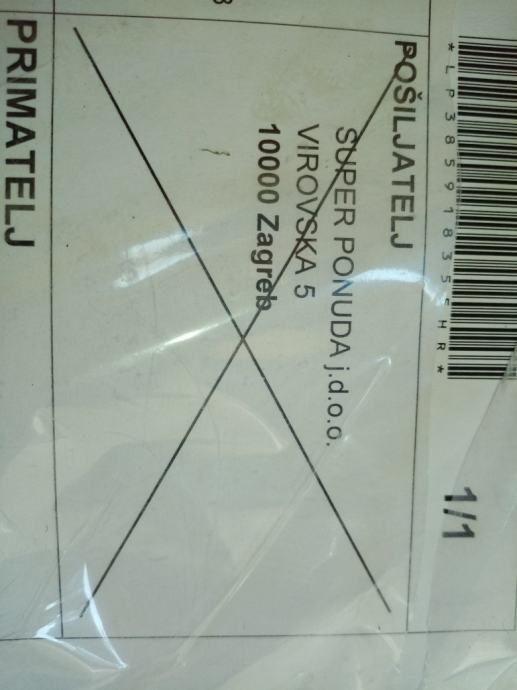 *LP385918355HR*
1/1
POŠILJATELJ
SUPER PONUDA j.d.o.o.
VIROVSKA 5
10000 Zagreb
PRIMATELJ